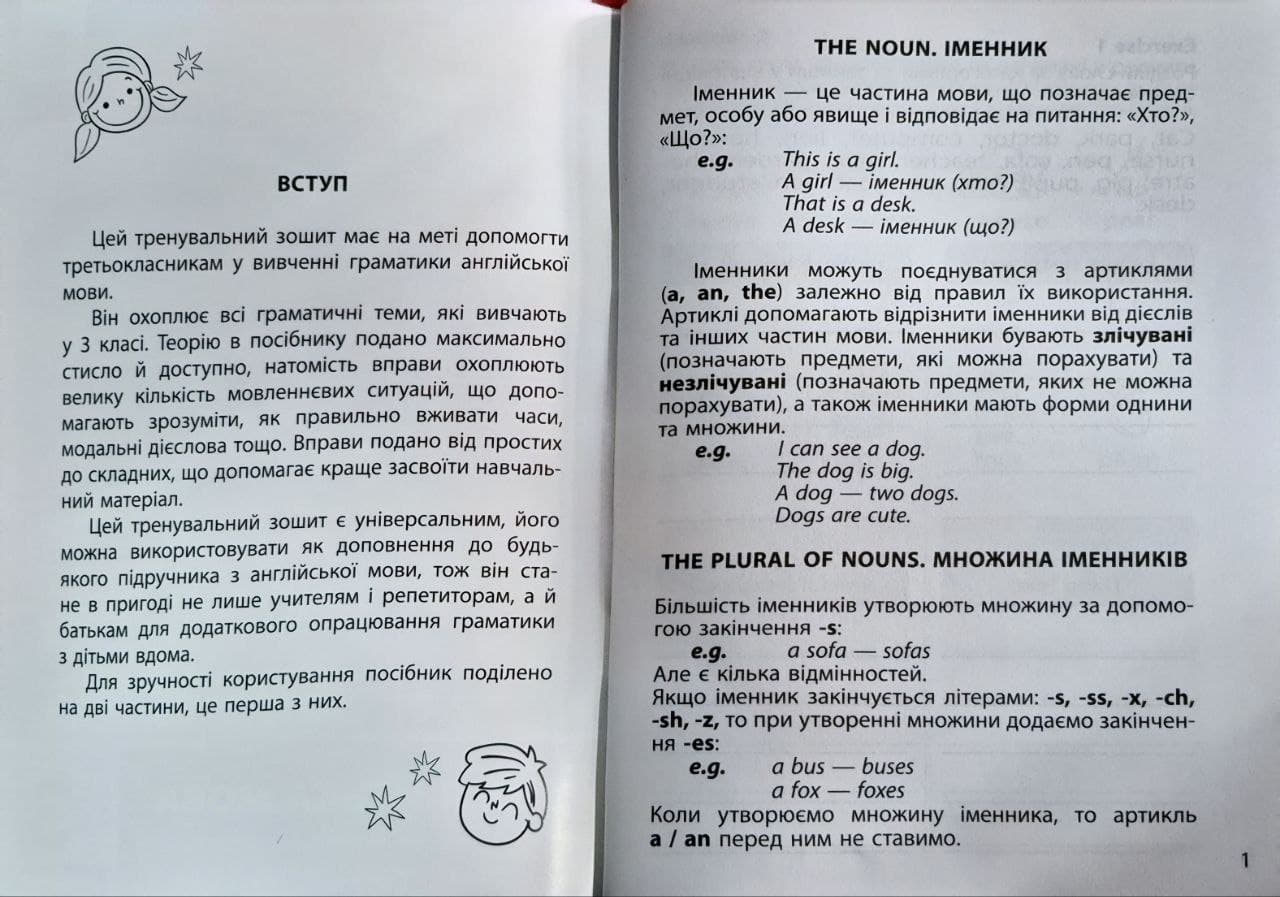 ВСТУП
Цей тренувальний зошит має на меті допомогти
третьокласникам у вивченні граматики англійської
мови.
Він охоплює всі граматичні теми, які вивчають
у 3 класі. Теорію в посібнику подано максимально
стисло й доступно, натомість вправи охоплюють
велику кількість мовленнєвих ситуацій, що допо-
магають зрозуміти, як правильно вживати часи,
модальні дієслова тощо. Вправи подано від простих
до складних, що допомагає краще засвоїти навчаль-
ний матеріал.
Цей тренувальний зошит є універсальним, його
можна використовувати як доповнення до будь-
якого підручника з англійської мови, тож він ста-
не в пригоді не лише учителям і репетиторам, а й
батькам для додаткового опрацювання граматики
з дітьми вдома.
Для зручності користування посібник поділено
на дві частини, це перша з них.
THE NOUN. ІМЕННИК
Іменник — це частина мови, що позначає пред-
мет, особу або явище і відповідає на питання: «Хто?»,
«Що?»:
e.g. This is a girl.
A girl — іменник (хто?)
That is a desk.
A desk — іменник (що?)
Іменники можуть поєднуватися з артиклями
(a, an, the) залежно від правил їх використання.
Артиклі допомагають відрізнити іменники від дієслів
та інших частин мови. Іменники бувають злічувані
(позначають предмети, які можна порахувати) та
незлічувані (позначають предмети, яких не можна
порахувати), а також іменники мають форми однини
та множини.
e.g. I can see a dog.
The dog is big.
A dog — two dogs.
Dogs are cute.
THE PLURAL OF NOUNS. МНОЖИНА ІМЕННИКІВ
Більшість іменників утворюють множину за допомо-
гою закінчення -s:
e.g. a sofa — sofas
Але є кілька відмінностей.
Якщо іменник закінчується літерами: -s, -ss, -x, -ch,
-sh, -z, то при утворенні множини додаємо закінчен-
ня -es:
e.g. a bus — buses
a fox — foxes
Коли утворюємо множину іменника, то артикль
a / an перед ним не ставимо.
1